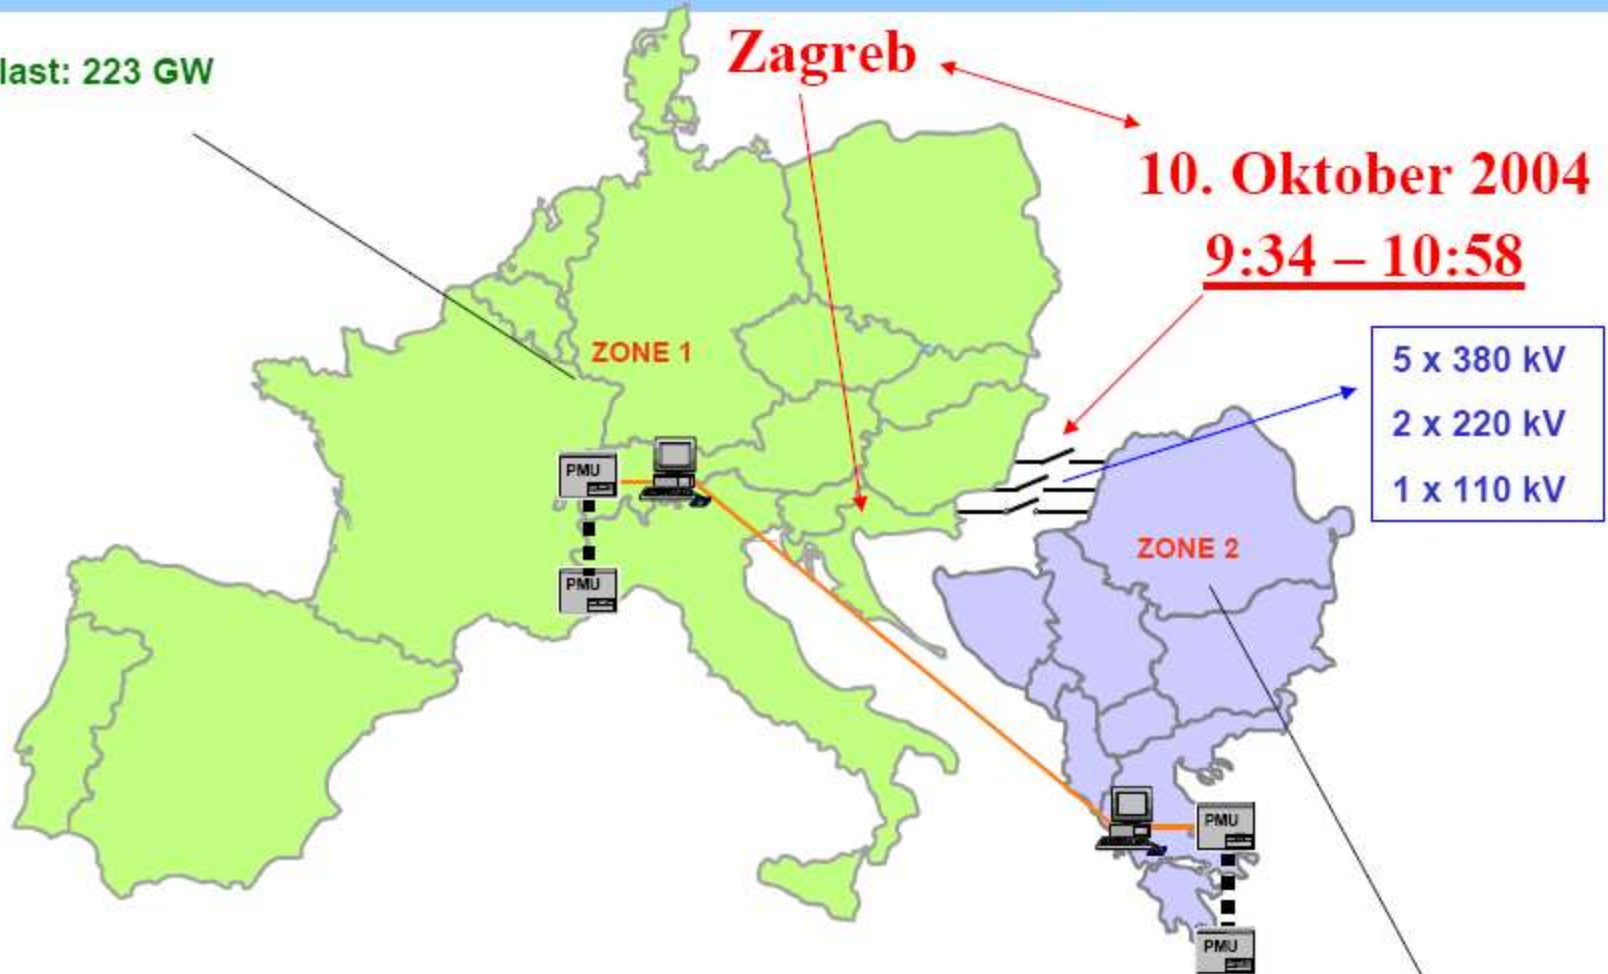 last: 223 GW
Zagreb
10. Oktober 2004
9:34 – 10:58
5 x 380 kV
2 x 220 kV
1 x 110 kV
ZONE 1
PMU
PMU
ZONE 2
PMU
PMU